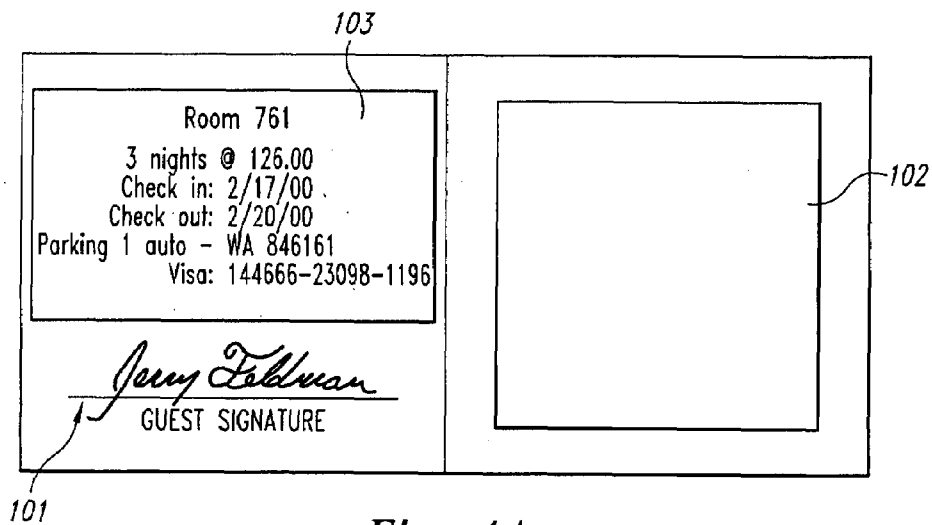 103
Room 761
3 nights @ 126.00
Check in: 2/17/00
Check out: 2/20/00
Parking 1 auto - WA 846161
Visa: 144666-23098-1196
102
Jerry Feldman
GUEST SIGNATURE
101